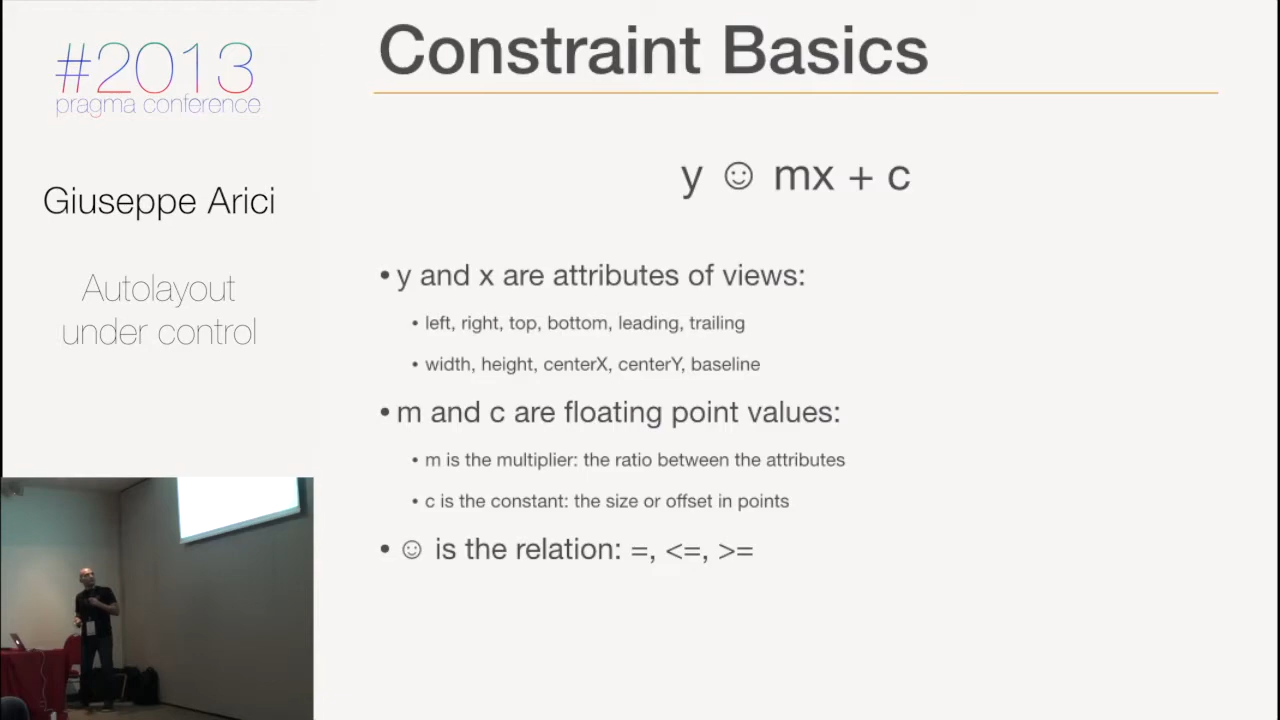 #2013
pragma conference
Giuseppe Arici
Autolayout
under control
Constraint Basics
y ☺ mx + c
• y and x are attributes of views:
• left, right, top, bottom, leading, trailing
• width, height, centerX, centerY, baseline
• m and c are floating point values:
• m is the multiplier: the ratio between the attributes
• c is the constant: the size or offset in points
• ☺ is the relation: =, <=, >=